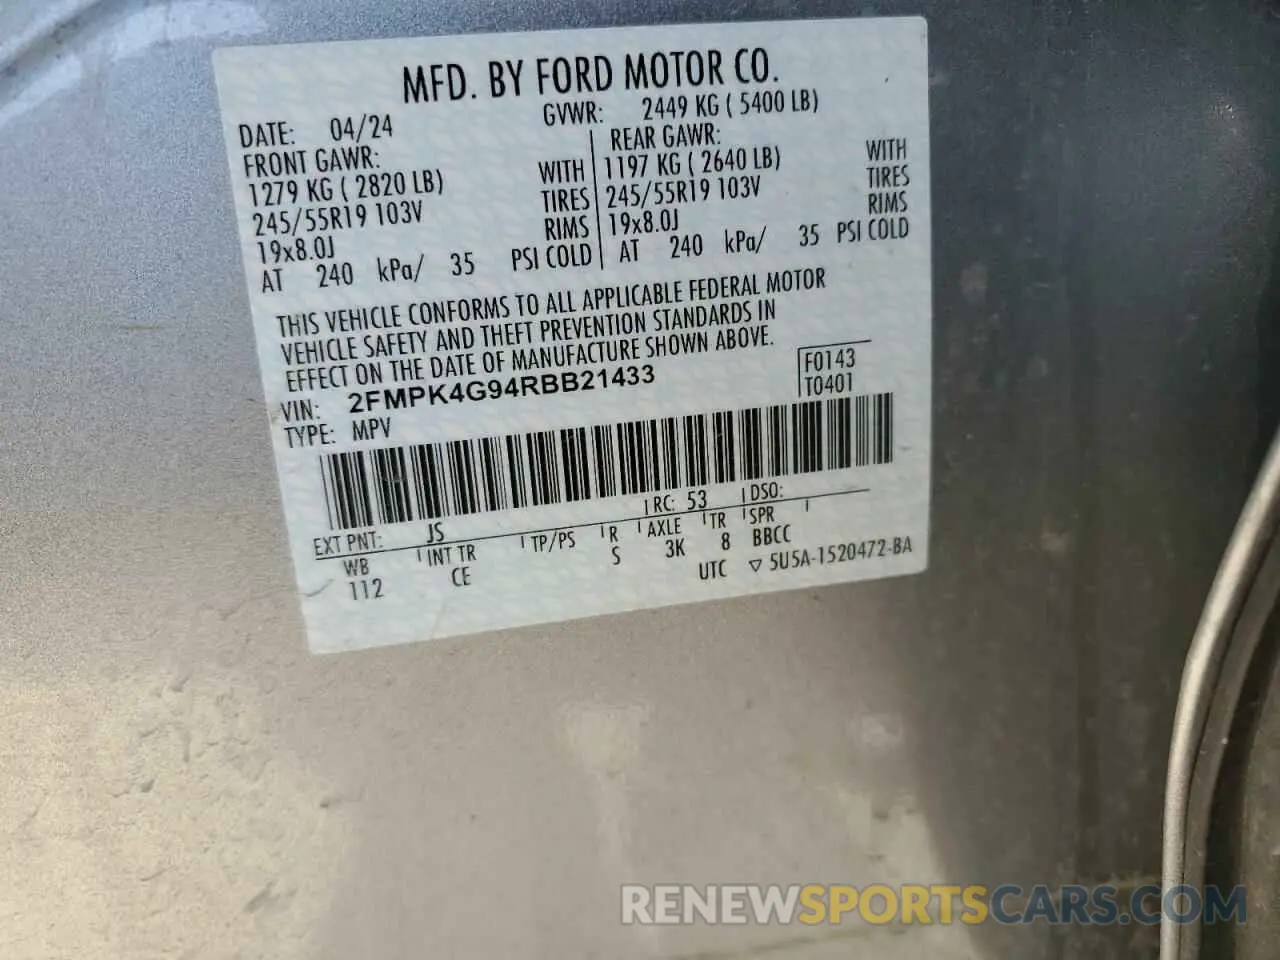 MFD. BY FORD MOTOR CO.
DATE: 04/24
GVWR: 2449 KG ( 5400 LB)
FRONT GAWR:
1279 KG ( 2820 LB) WITH
245/55R19 103V TIRES
19x8.0J RIMS
AT 240 kPa/ 35 PSI COLD
REAR GAWR:
1197 KG ( 2640 LB) WITH
245/55R19 103V TIRES
19x8.0J RIMS
AT 240 kPa/ 35 PSI COLD
THIS VEHICLE CONFORMS TO ALL APPLICABLE FEDERAL MOTOR
VEHICLE SAFETY AND THEFT PREVENTION STANDARDS IN
EFFECT ON THE DATE OF MANUFACTURE SHOWN ABOVE.
VIN: 2FMPK4G94RBB21433
TYPE: MPV
F0143
T0401
EXT PNT: JS RC: 53 DSO:
WB INT TR TP/PS R AXLE TR SPR
112 CE S 3K 8 BBCC
UTC ▽ 5U5A-1520472-BA
RENEWSPORTSCARS.COM